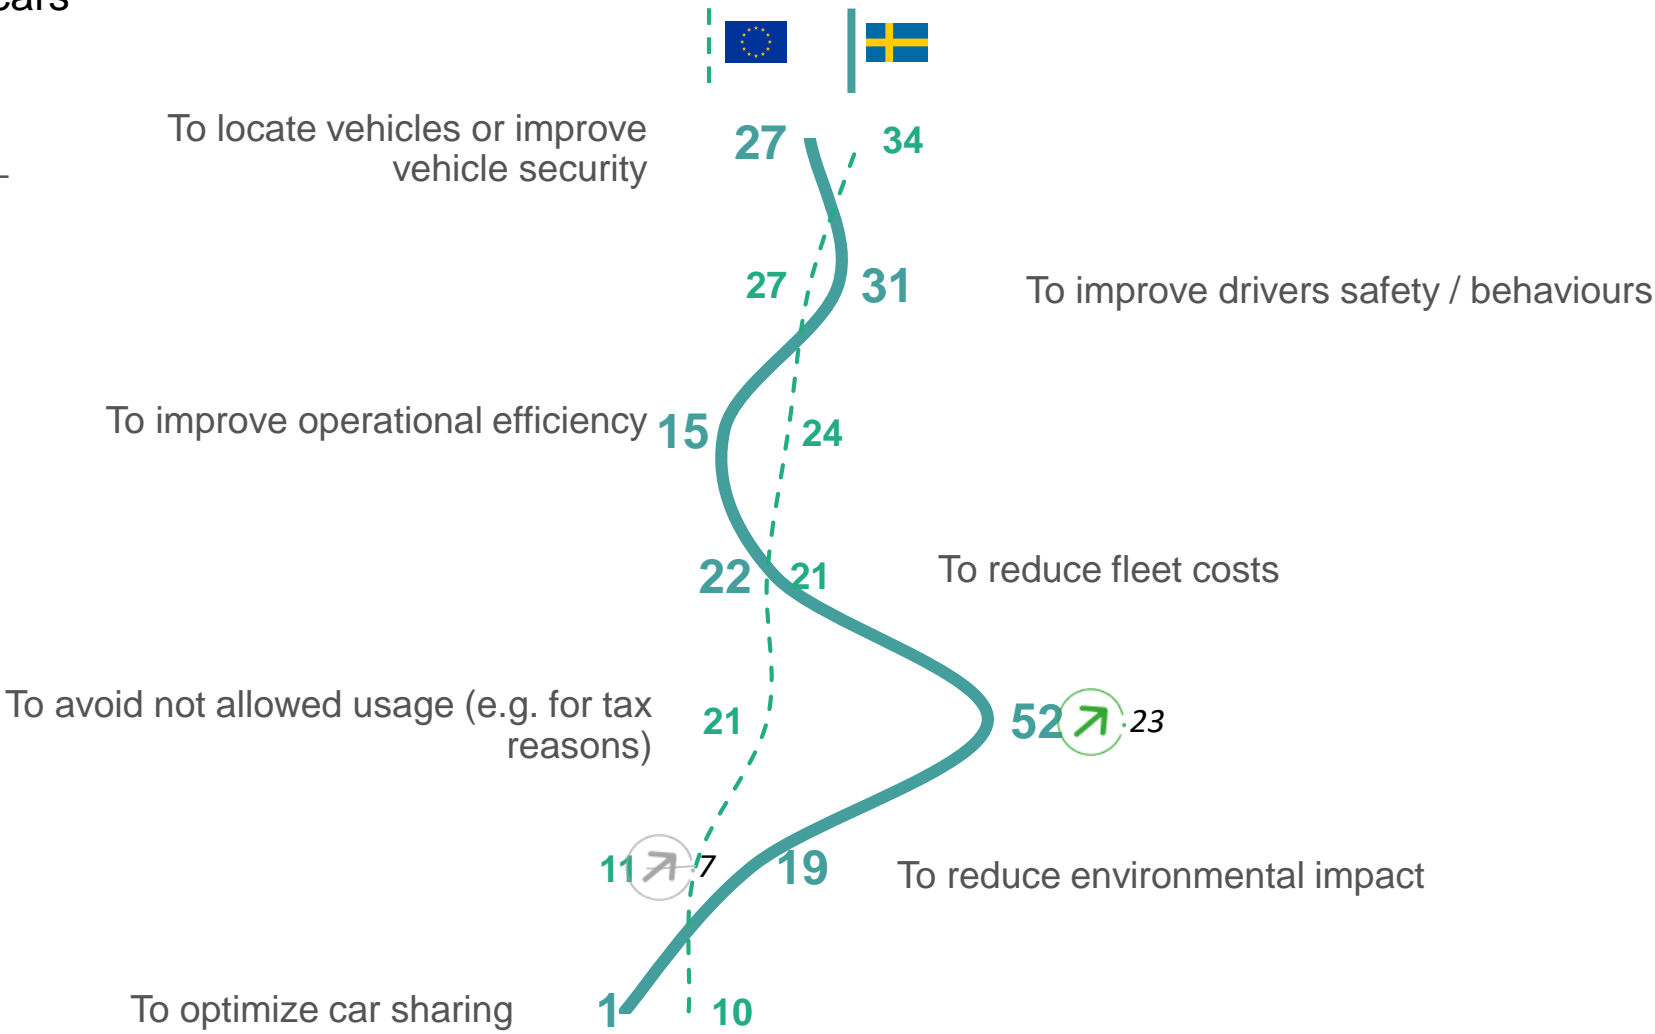 cars
To locate vehicles or improve
vehicle security
27
34
27
31
To improve drivers safety / behaviours
To improve operational efficiency
15
24
22
21
To reduce fleet costs
To avoid not allowed usage (e.g. for tax
reasons)
21
52
23
11
7
19
To reduce environmental impact
To optimize car sharing
1
10